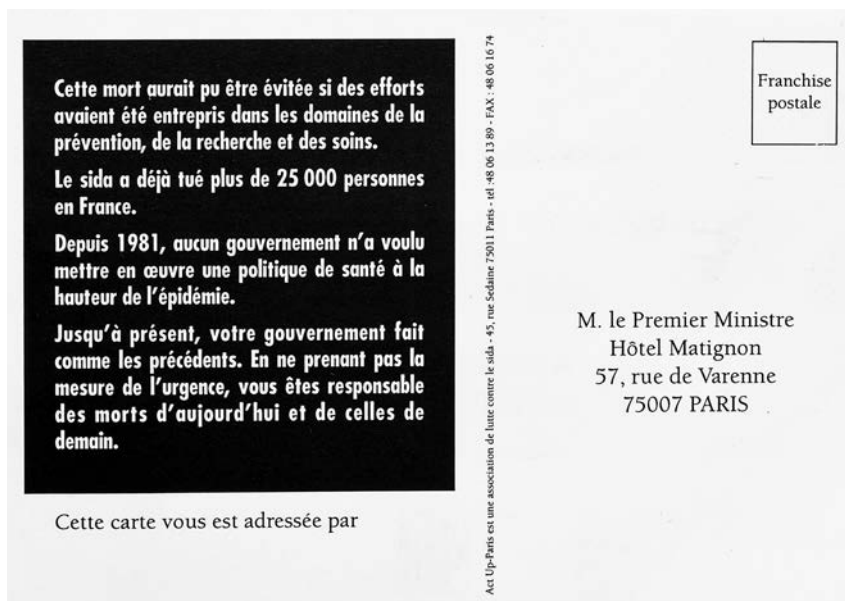 Cette mort aurait pu être évitée si des efforts
avaient été entrepris dans les domaines de la
prévention, de la recherche et des soins.
Le sida a déjà tué plus de 25 000 personnes
en France.
Depuis 1981, aucun gouvernement n'a voulu
mettre en œuvre une politique de santé à la
hauteur de l'épidémie.
Jusqu'à présent, votre gouvernement fait
comme les précédents. En ne prenant pas la
mesure de l'urgence, vous êtes responsable
des morts d'aujourd'hui et de celles de
demain.
Cette carte vous est adressée par
Act Up-Paris est une association de lutte contre le sida - 45, rue Sedaine 75011 Paris - tél :48 06 13 89 - FAX : 48 06 16 74
Franchise
postale
M. le Premier Ministre
Hôtel Matignon
57, rue de Varenne
75007 PARIS